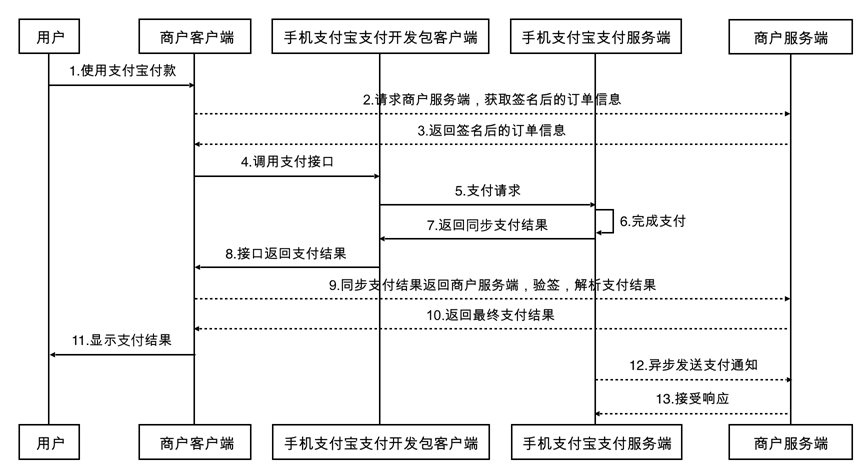 用户
商户客户端
手机支付宝支付开发包客户端
手机支付宝支付服务端
商户服务端
1.使用支付宝付款
2.请求商户服务端，获取签名后的订单信息
3.返回签名后的订单信息
4.调用支付接口
5.支付请求
6.完成支付
7.返回同步支付结果
8.接口返回支付结果
9.同步支付结果返回商户服务端，验签，解析支付结果
10.返回最终支付结果
11.显示支付结果
12.异步发送支付通知
13.接受响应
用户
商户客户端
手机支付宝支付开发包客户端
手机支付宝支付服务端
商户服务端